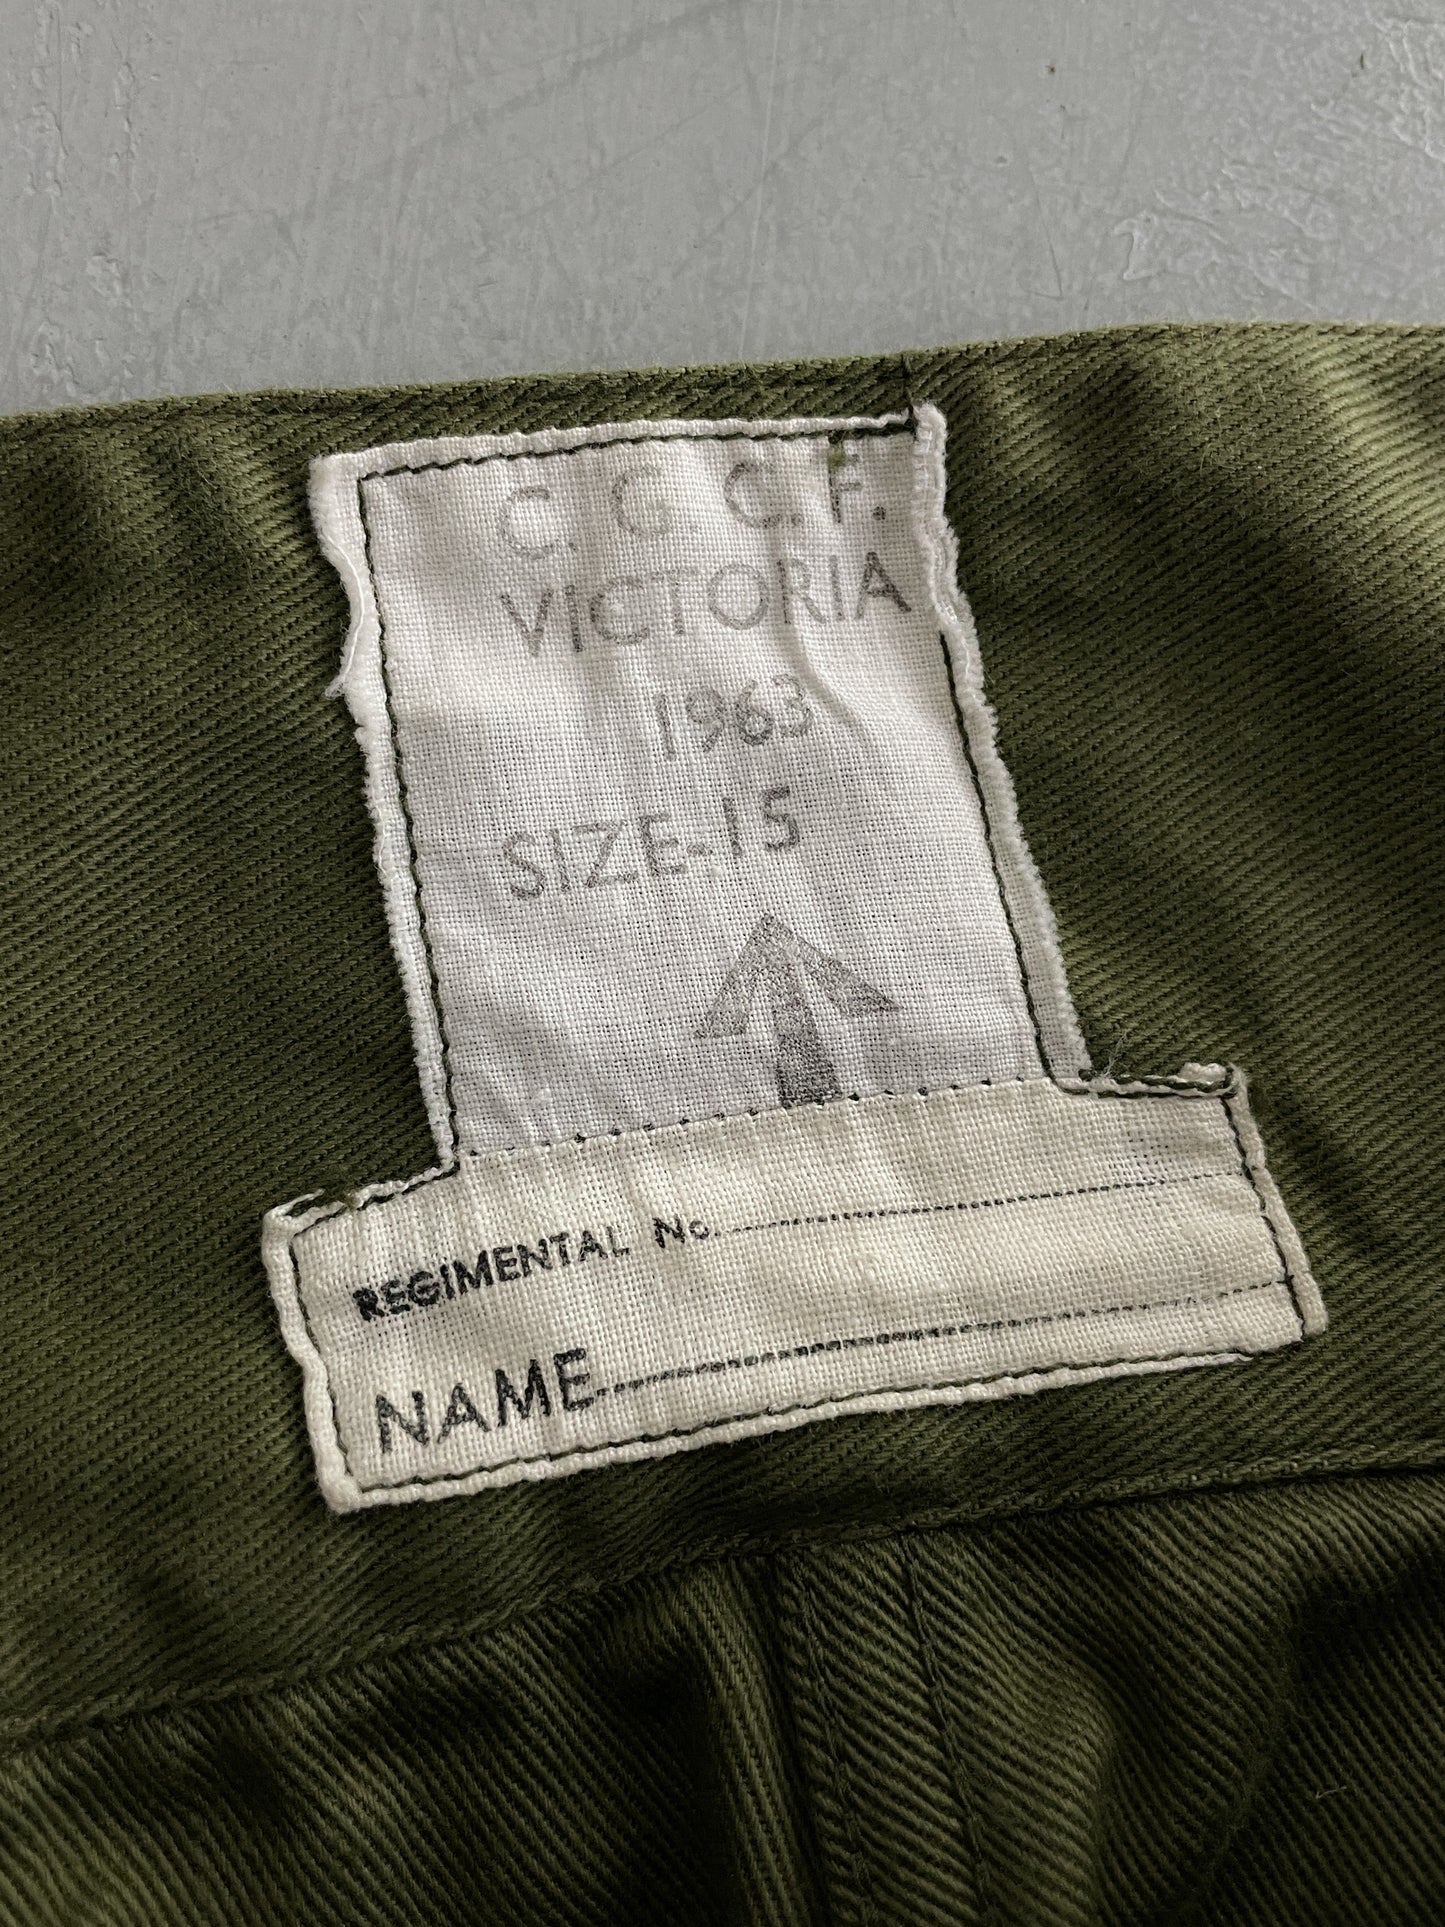 C. G. C. F.
VICTORIA
1963
SIZE-15
REGIMENTAL No.
NAME